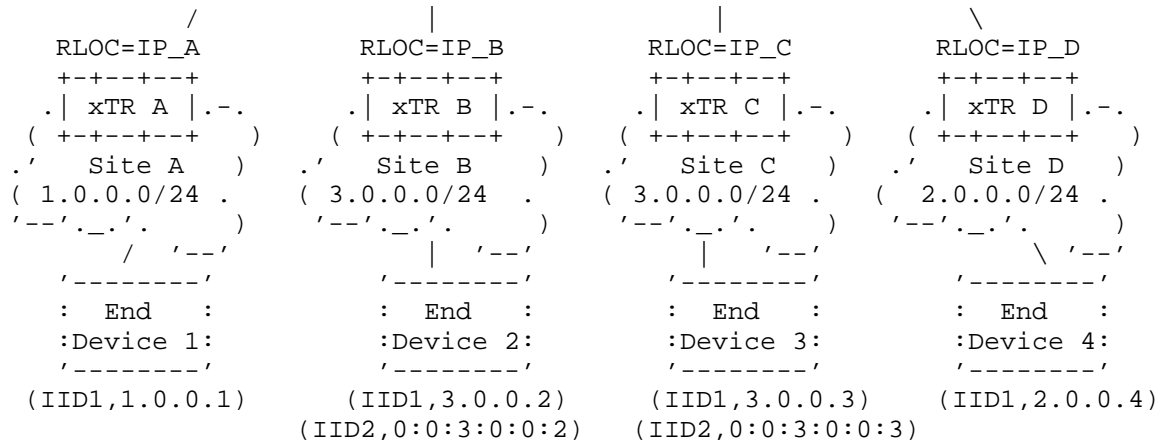 / | | \
RLOC=IP_A RLOC=IP_B RLOC=IP_C RLOC=IP_D
+-+--+--+ +-+--+--+ +-+--+--+ +-+--+--+
.| xTR A |.-. .| xTR B |.-. .| xTR C |.-. .| xTR D |.-.
( +-+--+--+ ) ( +-+--+--+ ) ( +-+--+--+ ) ( +-+--+--+ )
.' Site A ) .' Site B ) .' Site C ) .' Site D )
( 1.0.0.0/24 . ( 3.0.0.0/24 . ( 3.0.0.0/24 . ( 2.0.0.0/24 .
'--'._.'. ) '--'._.'. ) '--'._.'. ) '--'._.'. )
/ '--' | '--' | '--' \ '--'
'--------' '--------' '--------' '--------'
: End : : End : : End : : End :
:Device 1: :Device 2: :Device 3: :Device 4:
'--------' '--------' '--------' '--------'
(IID1,1.0.0.1) (IID1,3.0.0.2) (IID1,3.0.0.3) (IID1,2.0.0.4)
(IID2,0:0:3:0:0:2) (IID2,0:0:3:0:0:3)